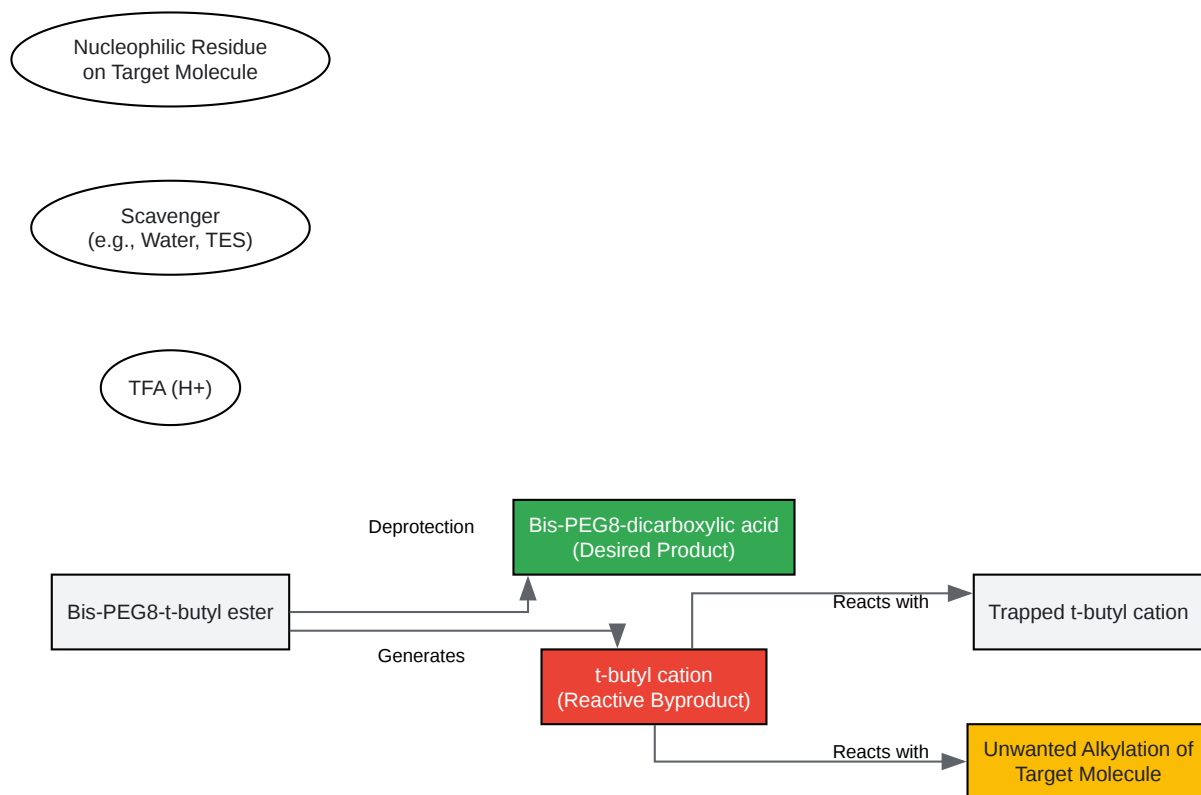 Nucleophilic Residue
on Target Molecule
Scavenger
(e.g., Water, TES)
TFA (H+)
Deprotection
Bis-PEG8-dicarboxylic acid
(Desired Product)
Bis-PEG8-t-butyl ester
Reacts with
Trapped t-butyl cation
Generates
t-butyl cation
(Reactive Byproduct)
Reacts with
Unwanted Alkylation of
Target Molecule